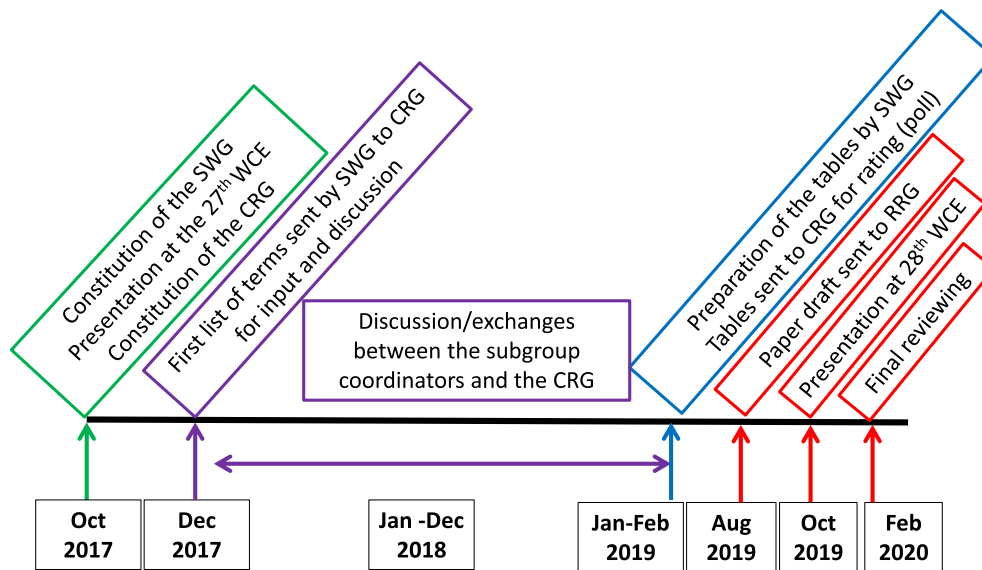 Constitution of the SWG
Presentation at the 27th WCE
Constitution of the CRG
First list of terms sent by SWG to CRG
for input and discussion
Discussion/exchanges
between the subgroup
coordinators and the CRG
Preparation of the tables by SWG
Tables sent to CRG for rating (poll)
Paper draft sent to RRG
Presentation at 28th WCE
Final reviewing
Oct
2017
Dec
2017
Jan -Dec
2018
Jan-Feb
2019
Aug
2019
Oct
2019
Feb
2020